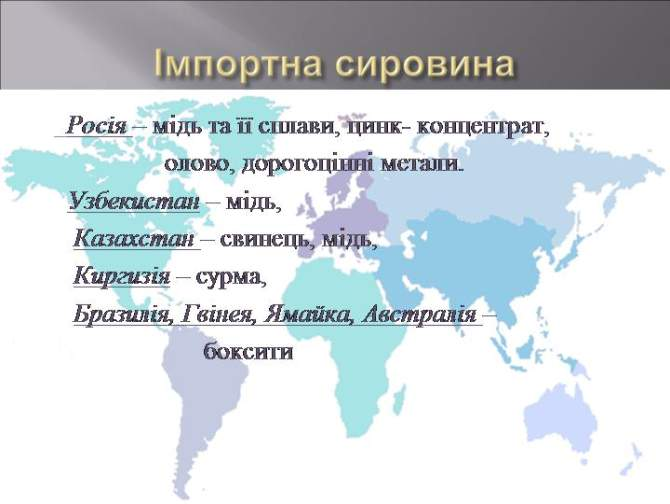 Імпортна сировина
Росія – мідь та її сплави, цинк- концентрат,
олово, дорогоцінні метали.
Узбекистан – мідь,
Казахстан – свинець, мідь,
Киргизія – сурма,
Бразилія, Гвінея, Ямайка, Австралія –
боксити